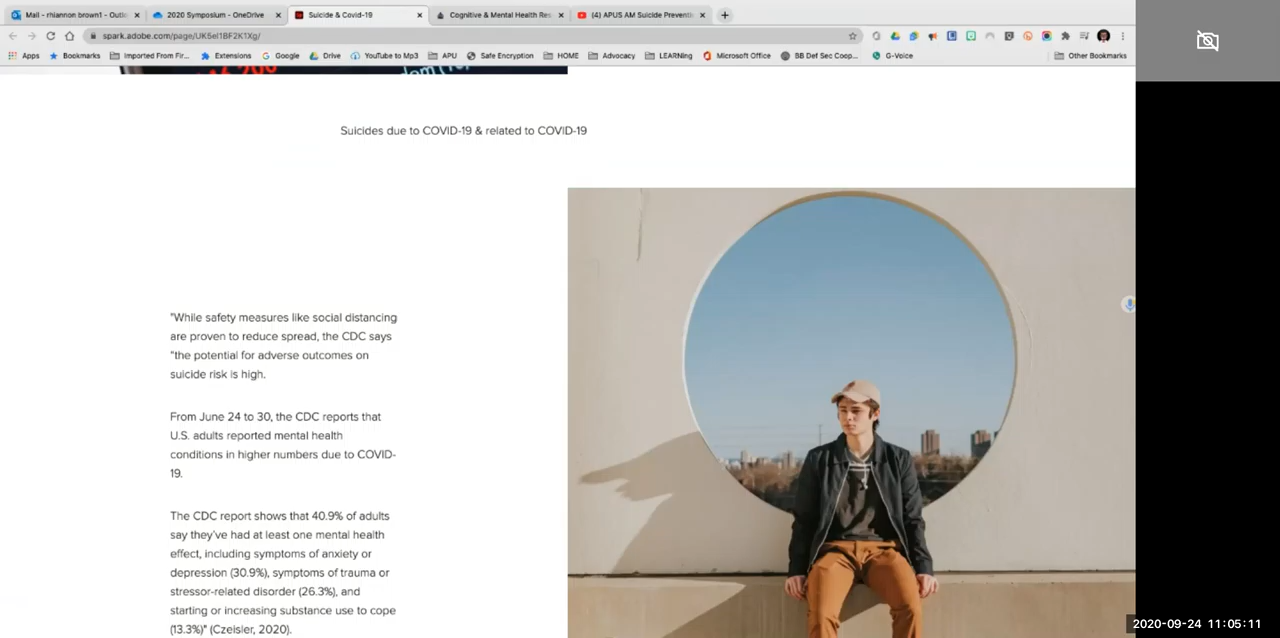 Mail - rhiannon brown1 - Outl
2020 Symposium - OneDrive
Suicide & Covid-19
Cognitive & Mental Health Res
(4) APUS AM Suicide Preventi
spark.adobe.com/page/UK6el1BF2K1Xg/
Apps
Bookmarks
Imported From Fir...
Extensions
Google
Drive
YouTube to Mp3
APU
Safe Encryption
HOME
Advocacy
LEARNing
Microsoft Office
BB Def Sec Coop...
G-Voice
Other Bookmarks
Suicides due to COVID-19 & related to COVID-19
"While safety measures like social distancing
are proven to reduce spread, the CDC says
"the potential for adverse outcomes on
suicide risk is high.
From June 24 to 30, the CDC reports that
U.S. adults reported mental health
conditions in higher numbers due to COVID-
19.
The CDC report shows that 40.9% of adults
say they've had at least one mental health
effect, including symptoms of anxiety or
depression (30.9%), symptoms of trauma or
stressor-related disorder (26.3%), and
starting or increasing substance use to cope
(13.3%)" (Czeisler, 2020).
2020-09-24 11:05:11